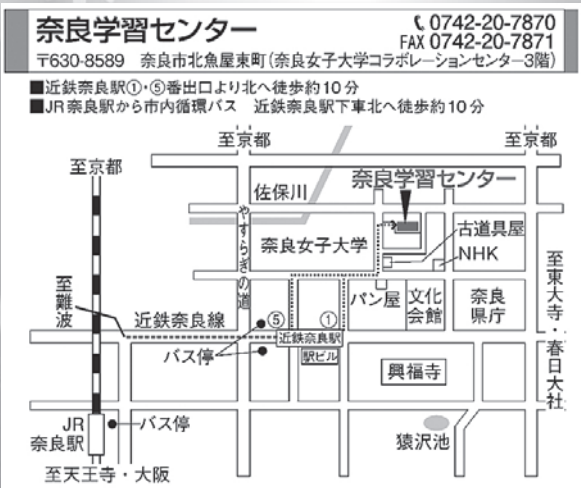 奈良学習センター
0742-20-7870
FAX 0742-20-7871
〒630-8589 奈良市北魚屋東町(奈良女子大学コラボレーションセンター3階)
■近鉄奈良駅①・⑤番出口より北へ徒歩約10分
■JR奈良駅から市内循環バス 近鉄奈良駅下車北へ徒歩約10分
至京都
至京都
至京都
奈良学習センター
佐保川
やすらぎの道
奈良女子大学
古道具屋
NHK
至難波
近鉄奈良線
⑤
①
パン屋
文化会館
奈良県庁
至東大寺・春日大社
バス停
近鉄奈良駅
駅ビル
興福寺
JR奈良駅
バス停
猿沢池
至天王寺・大阪